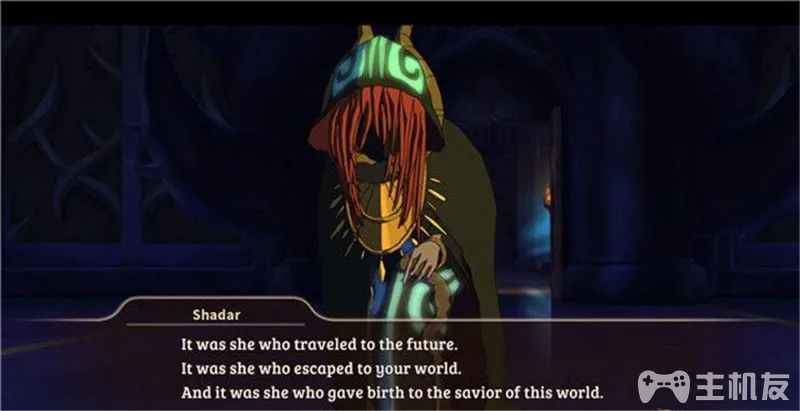 Shadar
It was she who traveled to the future.
It was she who escaped to your world.
And it was she who gave birth to the savior of this world.
主机友